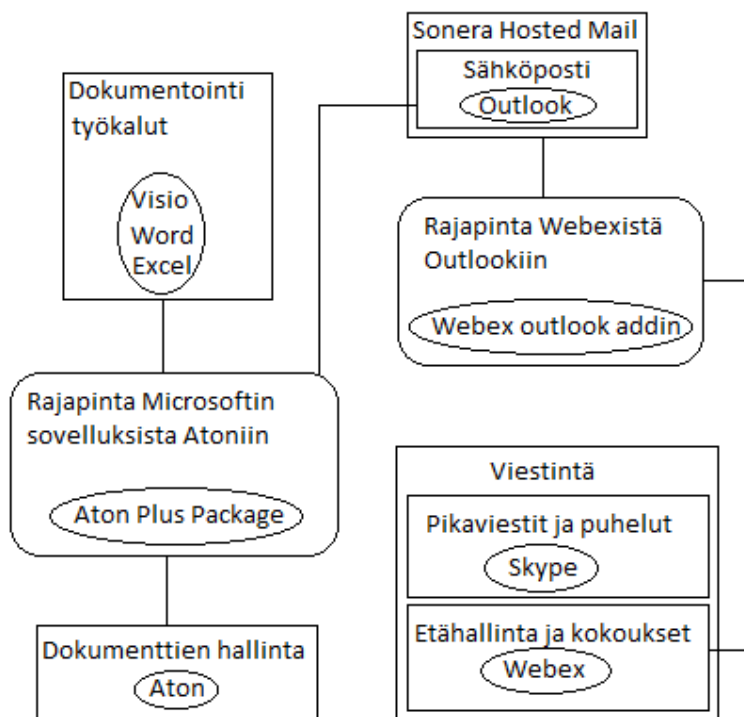 Sonera Hosted Mail
Sähköposti
Outlook
Dokumentointi
työkalut
Visio
Word
Excel
Rajapinta Webexistä
Outlookiin
Webex outlook addin
Rajapinta Microsoftin
sovelluksista Atoniin
Aton Plus Package
Viestintä
Pikaviestit ja puhelut
Skype
Etähallinta ja kokoukset
Webex
Dokumenttien hallinta
Aton